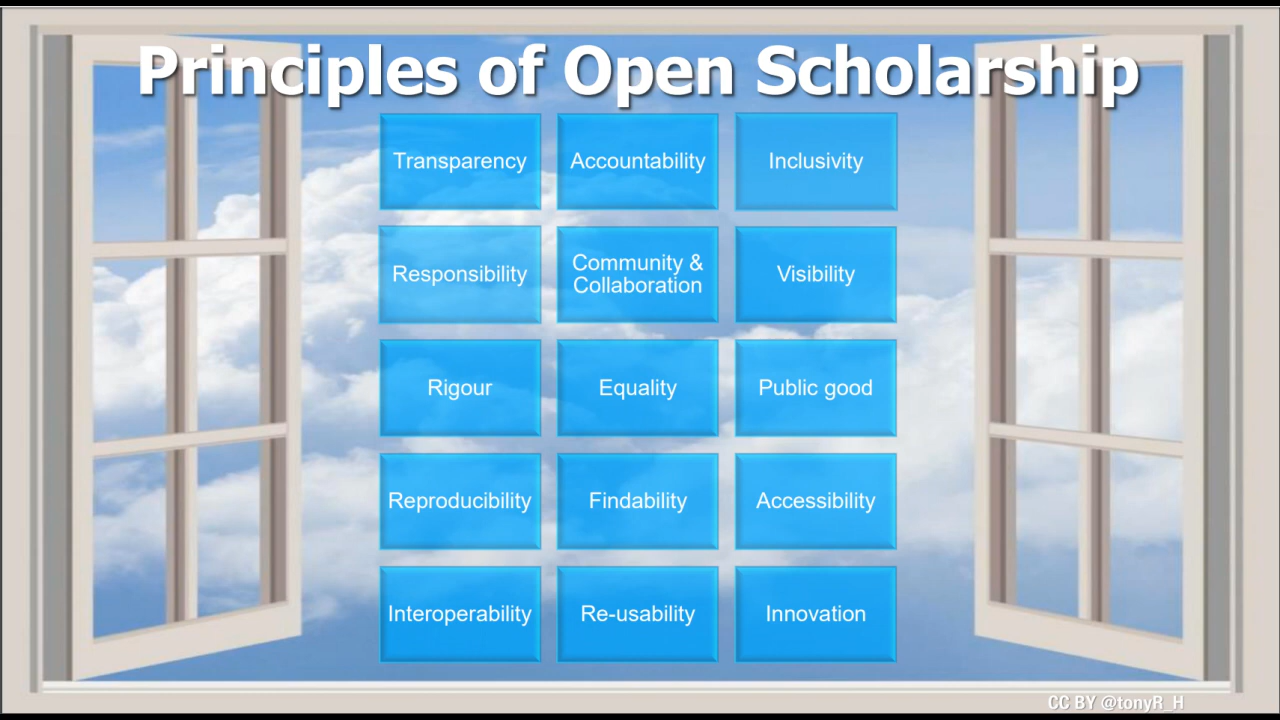 Principles of Open Scholarship
Transparency
Accountability
Inclusivity
Responsibility
Community &
Collaboration
Visibility
Rigour
Equality
Public good
Reproducibility
Findability
Accessibility
Interoperability
Re-usability
Innovation
CC BY @tonyR_H